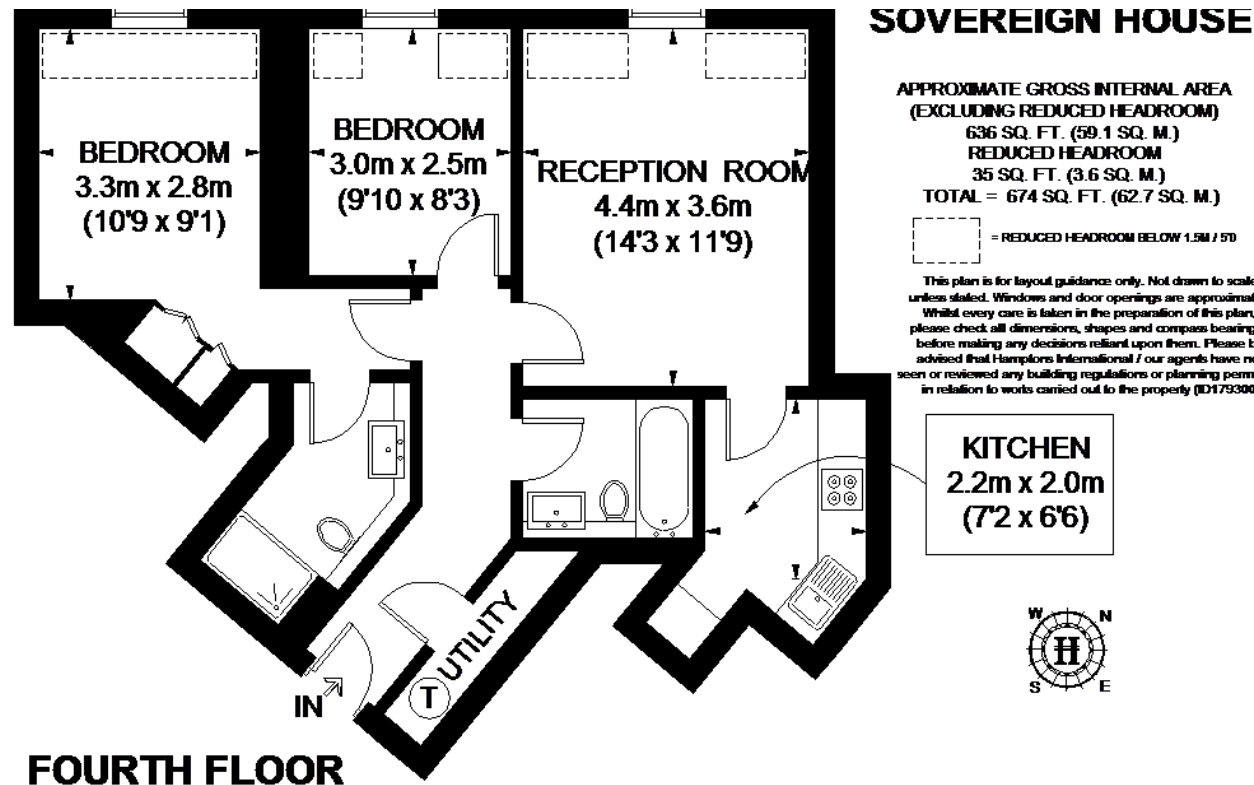 SOVEREIGN HOUSE
APPROXIMATE GROSS INTERNAL AREA
(EXCLUDING REDUCED HEADROOM)
636 SQ. FT. (59.1 SQ. M.)
REDUCED HEADROOM
35 SQ. FT. (3.6 SQ. M.)
TOTAL = 674 SQ. FT. (62.7 SQ. M.)
= REDUCED HEADROOM BELOW 1.5M / 5'0
This plan is for layout guidance only. Not drawn to scale
unless stated. Windows and door openings are approximat
Whilst every care is taken in the preparation of this plan,
please check all dimensions, shapes and compass bearing
before making any decisions reliant upon them. Please b
advised that Hamptons International / our agents have no
seen or reviewed any building regulations or planning perm
in relation to works carried out to the property (ID179300
BEDROOM
3.3m x 2.8m
(10'9 x 9'1)
BEDROOM
3.0m x 2.5m
(9'10 x 8'3)
RECEPTION ROOM
4.4m x 3.6m
(14'3 x 11'9)
KITCHEN
2.2m x 2.0m
(7'2 x 6'6)
UTILITY
T
IN
W N
H
S E
FOURTH FLOOR